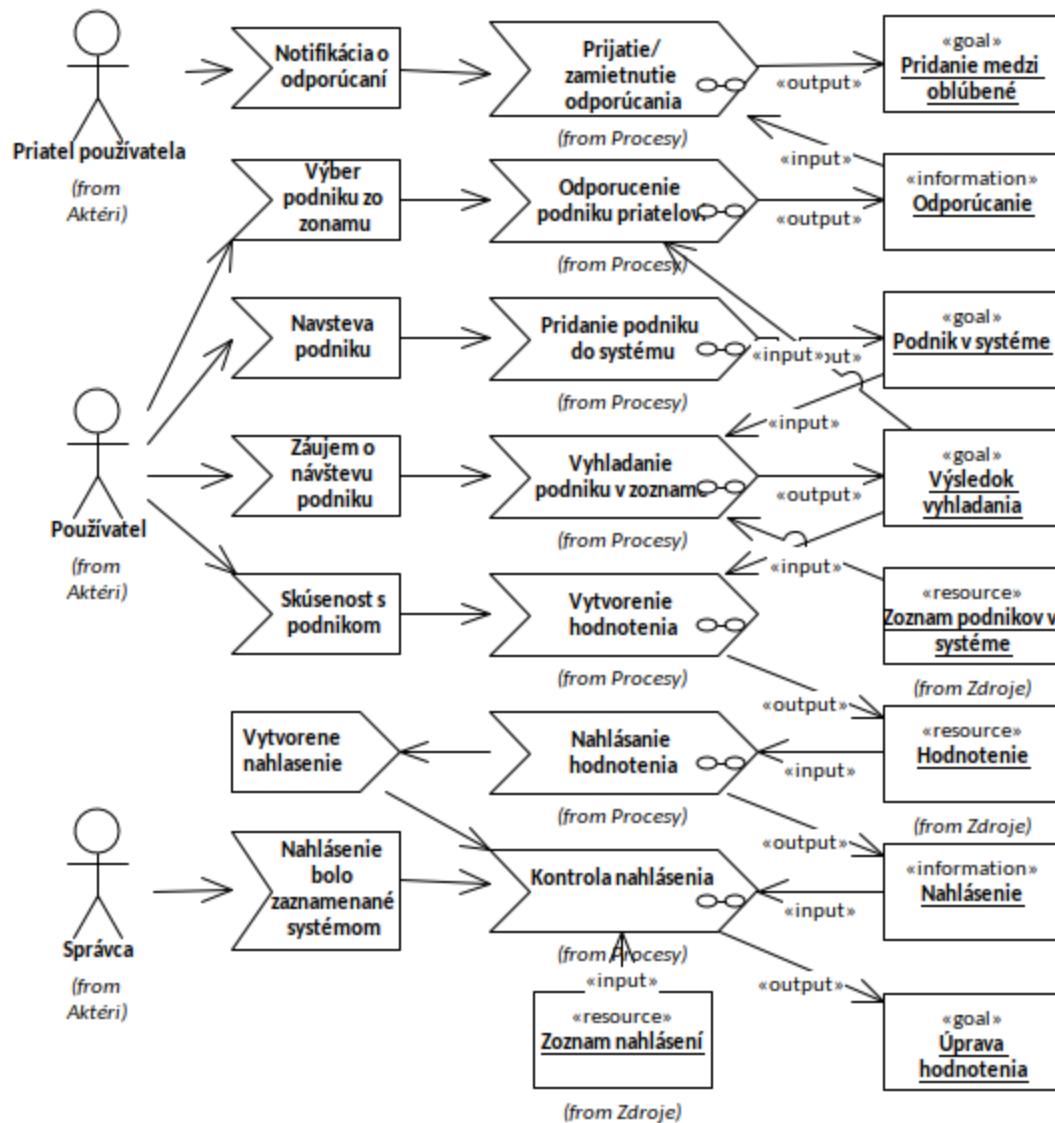 Priatel používatela
(from
Aktéri)
Notifikácia o
odporúcaní
Prijatie/
zamietnutie
odporúcania
(from Procesy)
«output»
«goal»
Pridanie medzi
oblúbené
«input»
Výber
podniku zo
zonamu
Odporucenie
podniku priatelovi
(from Procesy)
«output»
«information»
Odporúcanie
Navsteva
podniku
Pridanie podniku
do systému
(from Procesy)
«input»
«goal»
Podnik v systéme
«input»
Používatel
(from
Aktéri)
Záujem o
návštevu
podniku
Vyhladanie
podniku v zozname
(from Procesy)
«output»
«goal»
Výsledok
vyhladania
«input»
Skúsenost s
podnikom
Vytvorenie
hodnotenia
(from Procesy)
«resource»
Zoznam podnikov v
systéme
(from Zdroje)
«output»
Vytvorene
nahlasenie
Nahlásanie
hodnotenia
(from Procesy)
«input»
«resource»
Hodnotenie
(from Zdroje)
«output»
Správca
(from
Aktéri)
Nahlásenie
bolo
zaznamenané
systémom
Kontrola nahlásenia
(from Procesy)
«input»
«information»
Nahlásenie
«input»
«resource»
Zoznam nahlásení
(from Zdroje)
«output»
«goal»
Úprava
hodnotenia